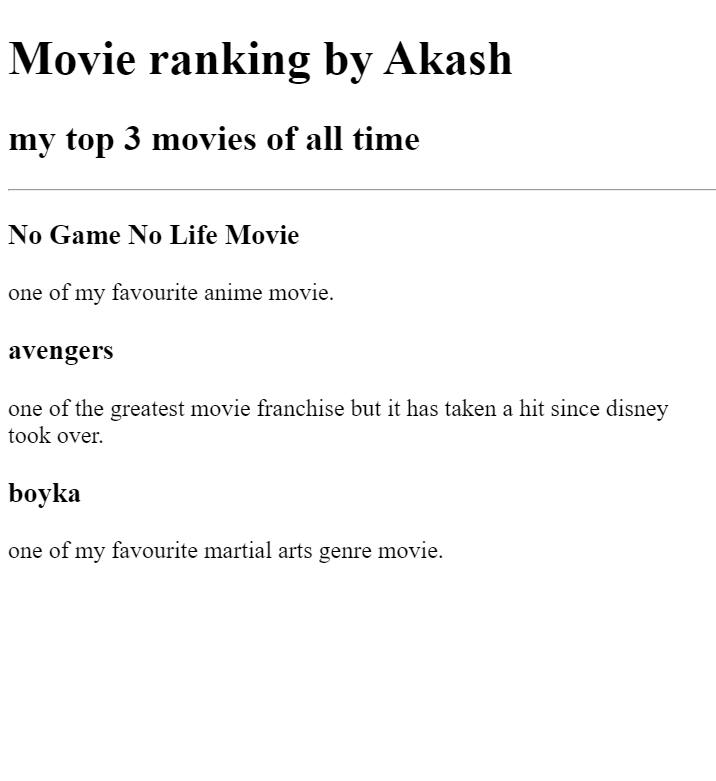 Movie ranking by Akash
my top 3 movies of all time
No Game No Life Movie
one of my favourite anime movie.
avengers
one of the greatest movie franchise but it has taken a hit since disney
took over.
boyka
one of my favourite martial arts genre movie.